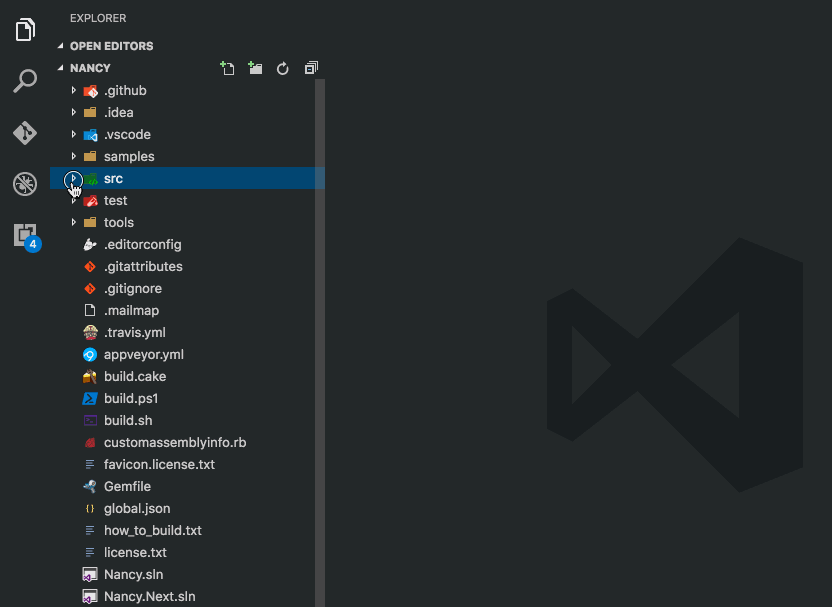 EXPLORER
OPEN EDITORS
NANCY
.github
.idea
.vscode
samples
src
test
tools
.editorconfig
.gitattributes
.gitignore
.mailmap
.travis.yml
appveyor.yml
build.cake
build.ps1
build.sh
customassemblyinfo.rb
favicon.license.txt
Gemfile
global.json
how_to_build.txt
license.txt
Nancy.sln
Nancy.Next.sln
4